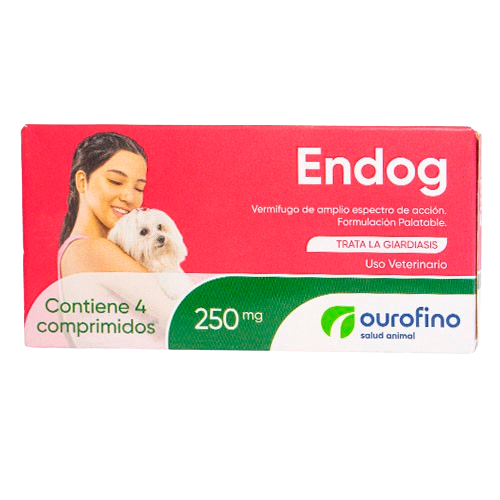 Endog
Vermífugo de amplio espectro de acción.
Formulación Palatable.
TRATA LA GIARDIASIS
Uso Veterinario
Contiene 4
comprimidos
250 mg
ourofino
salud animal